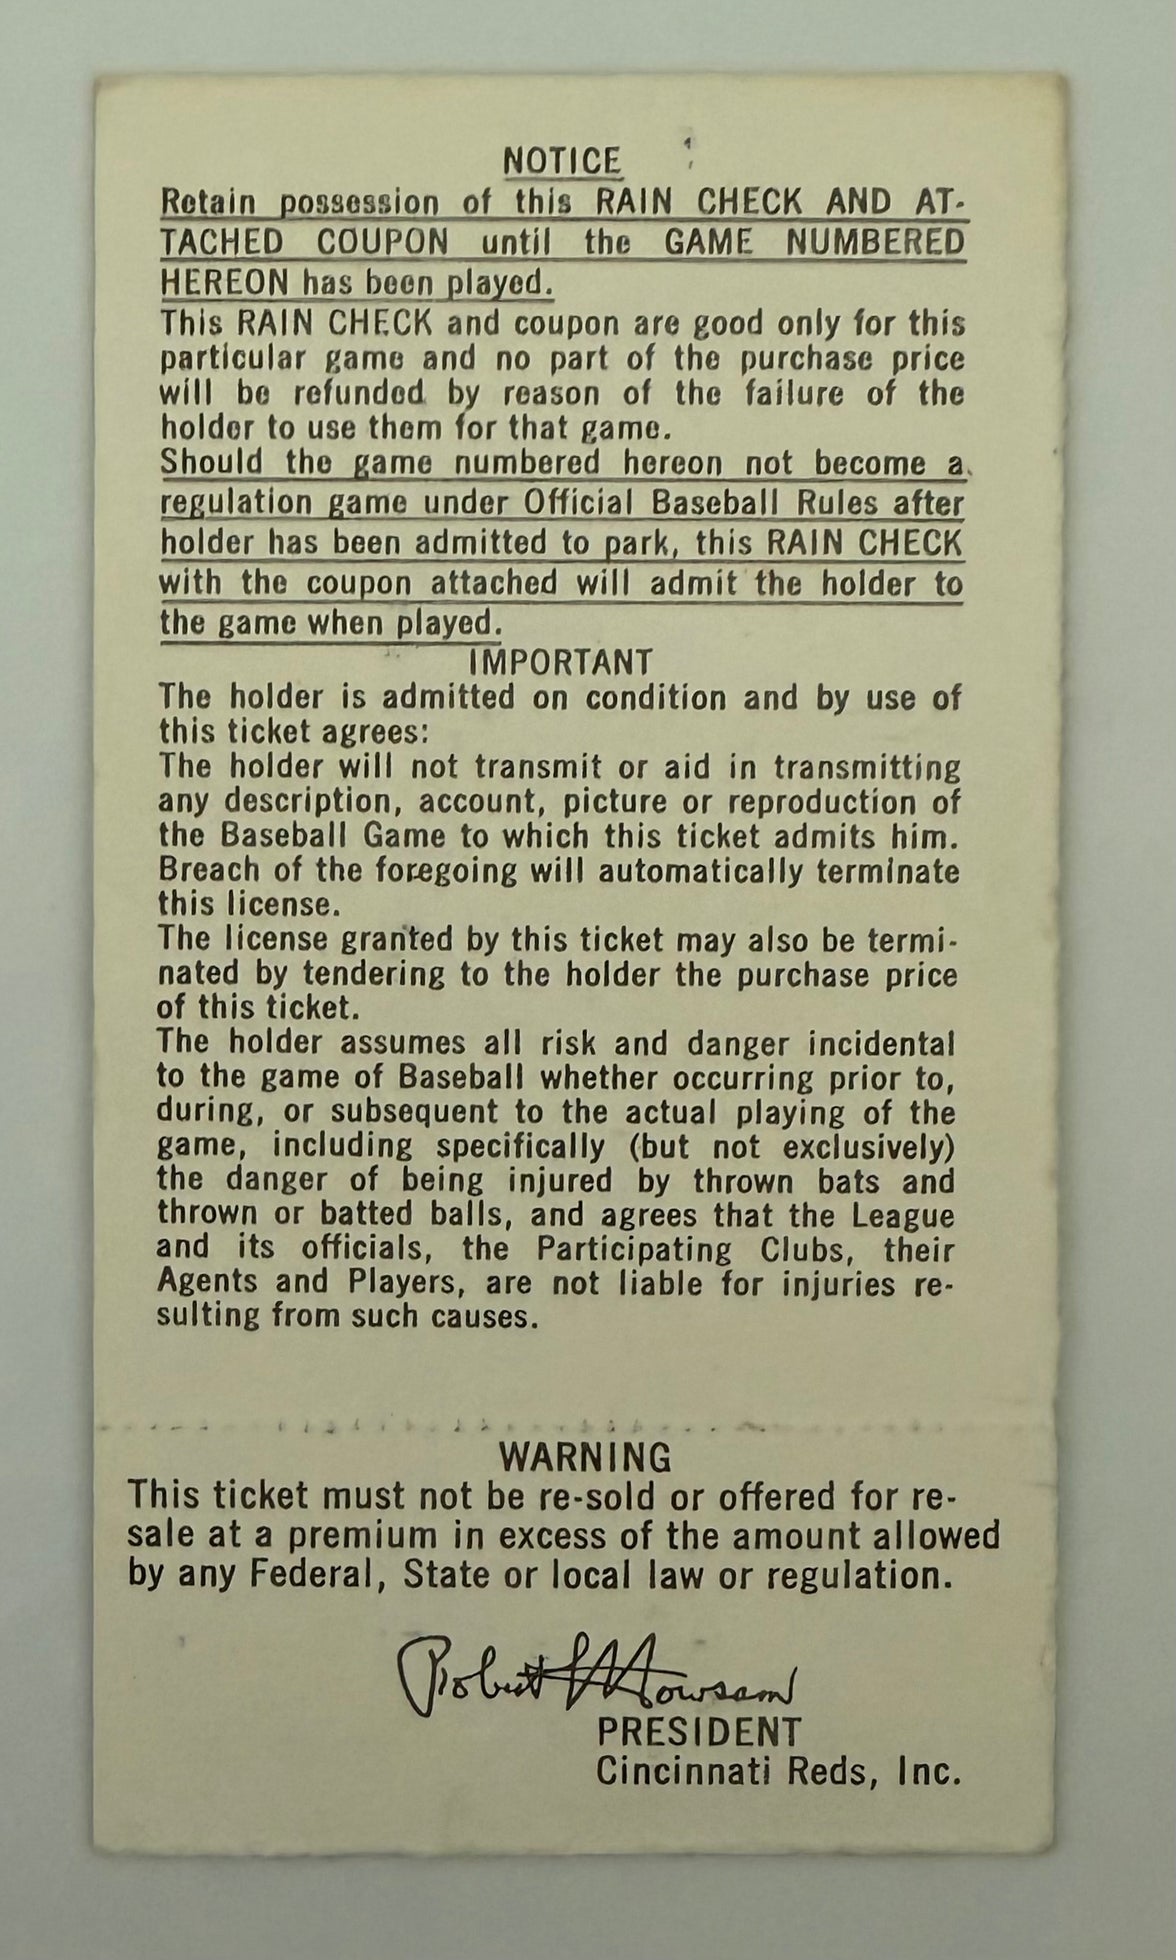 NOTICE
Retain possession of this RAIN CHECK AND AT-
TACHED COUPON until the GAME NUMBERED
HEREON has been played.
This RAIN CHECK and coupon are good only for this
particular game and no part of the purchase price
will be refunded by reason of the failure of the
holder to use them for that game.
Should the game numbered hereon not become a
regulation game under Official Baseball Rules after
holder has been admitted to park, this RAIN CHECK
with the coupon attached will admit the holder to
the game when played.
IMPORTANT
The holder is admitted on condition and by use of
this ticket agrees:
The holder will not transmit or aid in transmitting
any description, account, picture or reproduction of
the Baseball Game to which this ticket admits him.
Breach of the foregoing will automatically terminate
this license.
The license granted by this ticket may also be termi-
nated by tendering to the holder the purchase price
of this ticket.
The holder assumes all risk and danger incidental
to the game of Baseball whether occurring prior to,
during, or subsequent to the actual playing of the
game, including specifically (but not exclusively)
the danger of being injured by thrown bats and
thrown or batted balls, and agrees that the League
and its officials, the Participating Clubs, their
Agents and Players, are not liable for injuries re-
sulting from such causes.
WARNING
This ticket must not be re-sold or offered for re-
sale at a premium in excess of the amount allowed
by any Federal, State or local law or regulation.
Robert L Howsam
PRESIDENT
Cincinnati Reds, Inc.